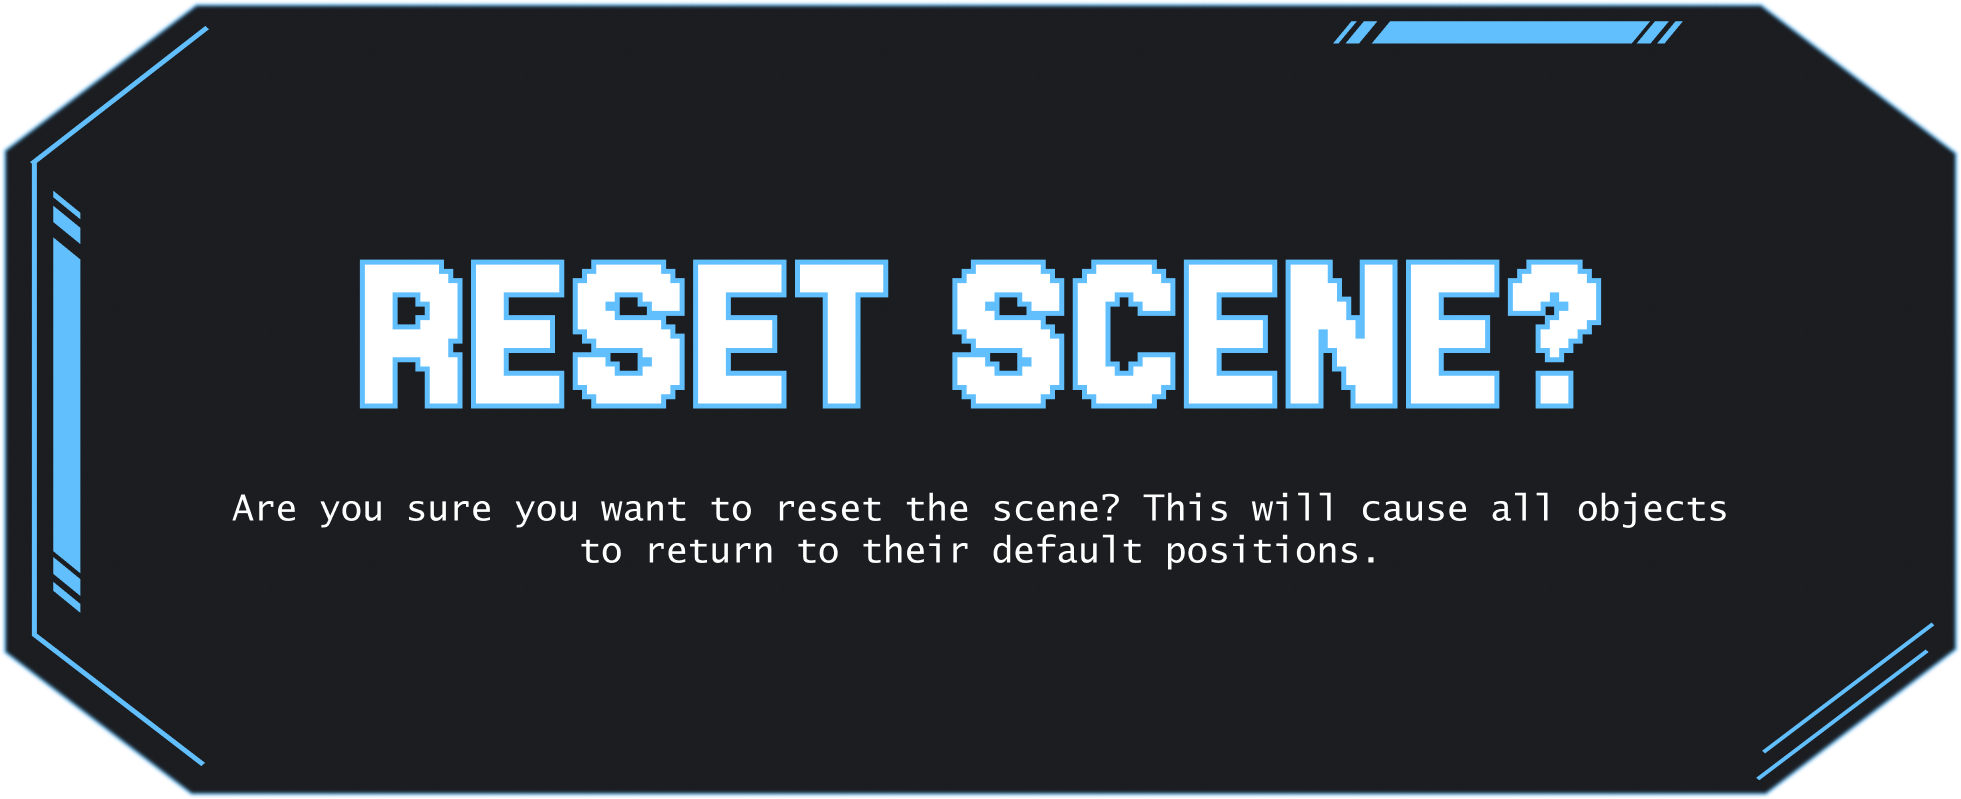 RESET SCENE?
Are you sure you want to reset the scene? This will cause all objects
to return to their default positions.